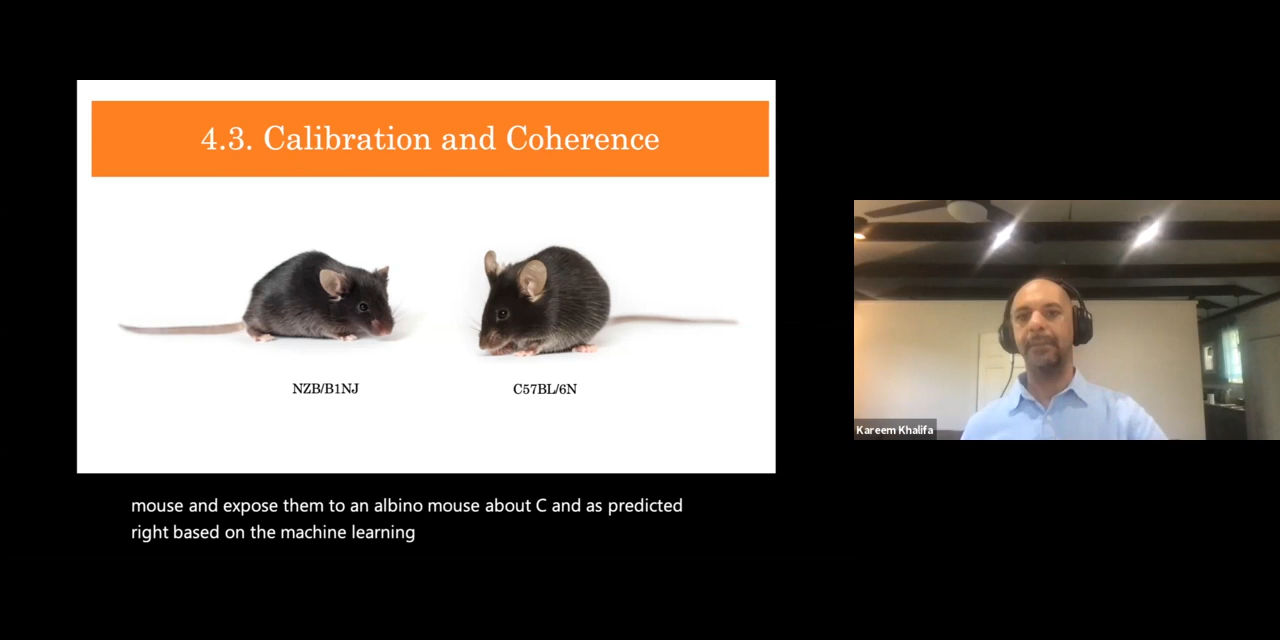 4.3. Calibration and Coherence
NZB/B1NJ
C57BL/6N
Kareem Khalifa
mouse and expose them to an albino mouse about C and as predicted
right based on the machine learning